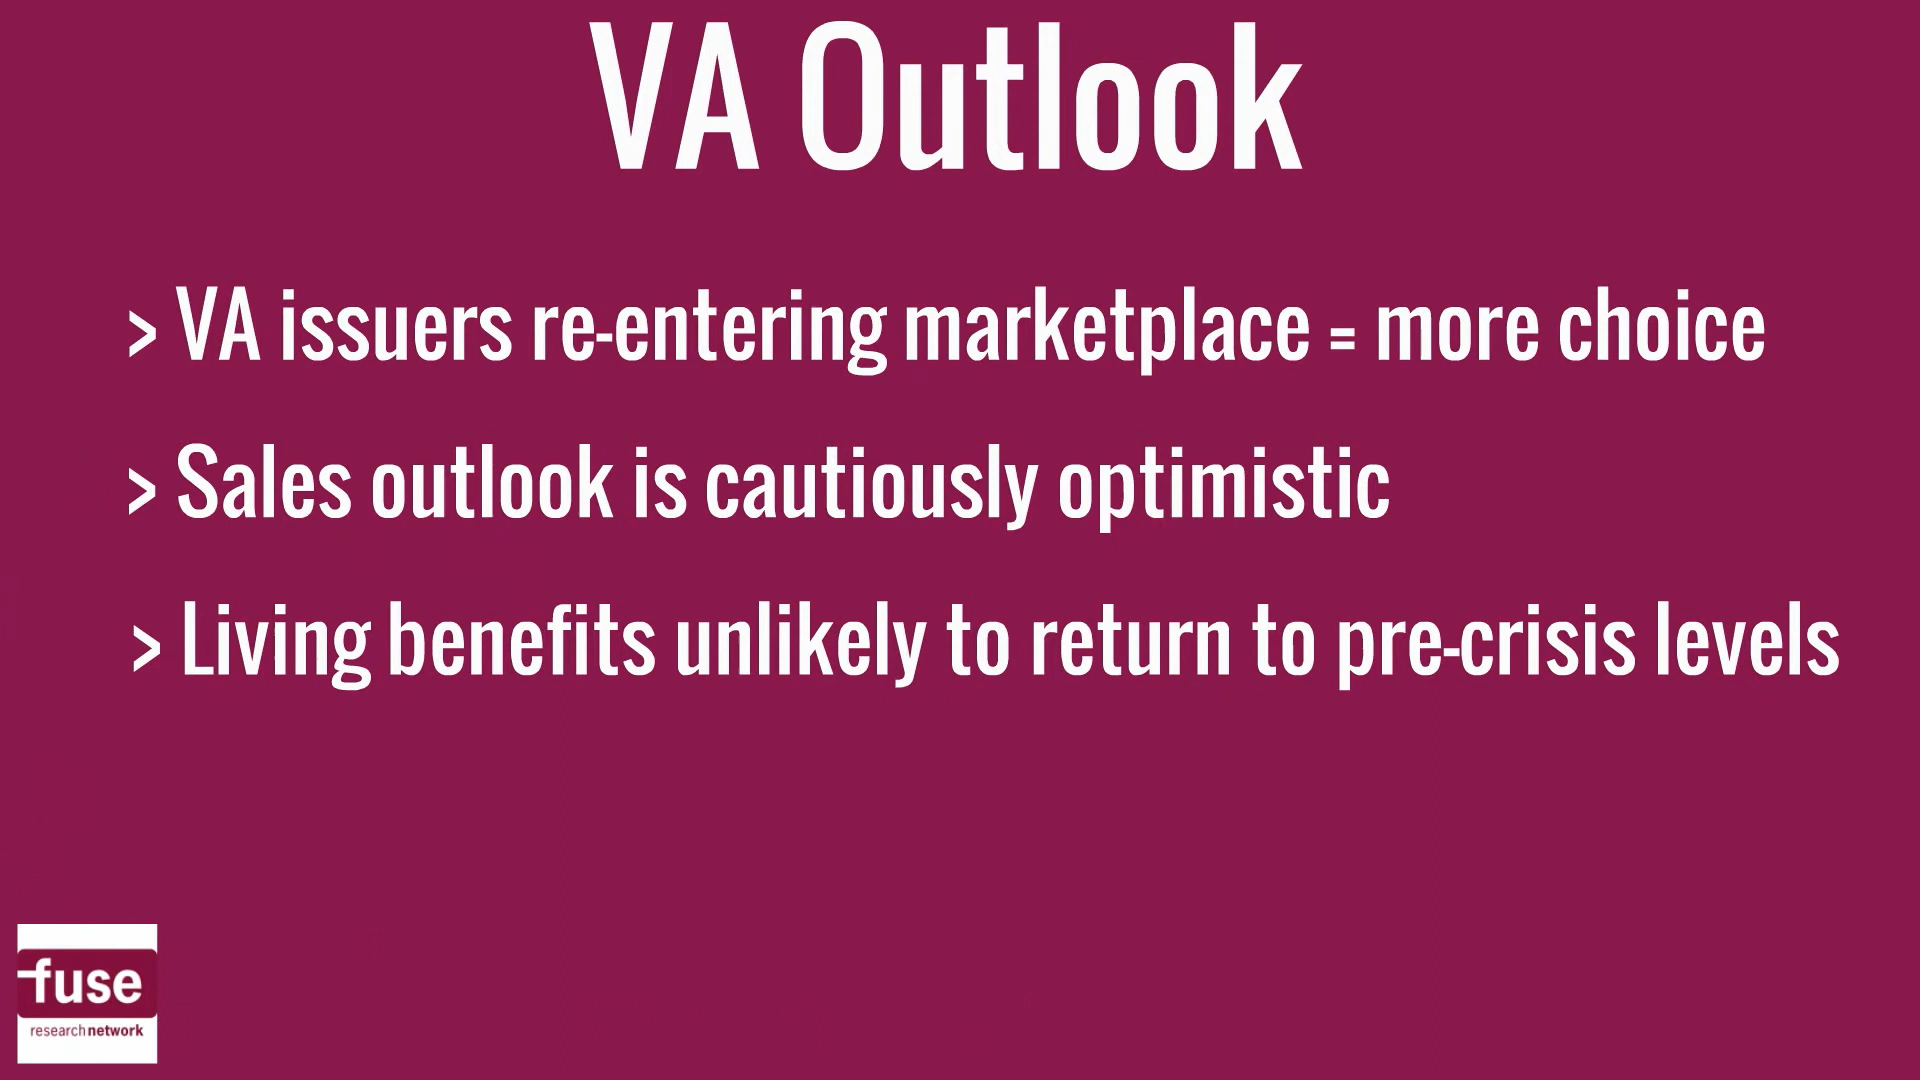 VA Outlook
> VA issuers re-entering marketplace = more choice
> Sales outlook is cautiously optimistic
> Living benefits unlikely to return to pre-crisis levels
fuse
research network